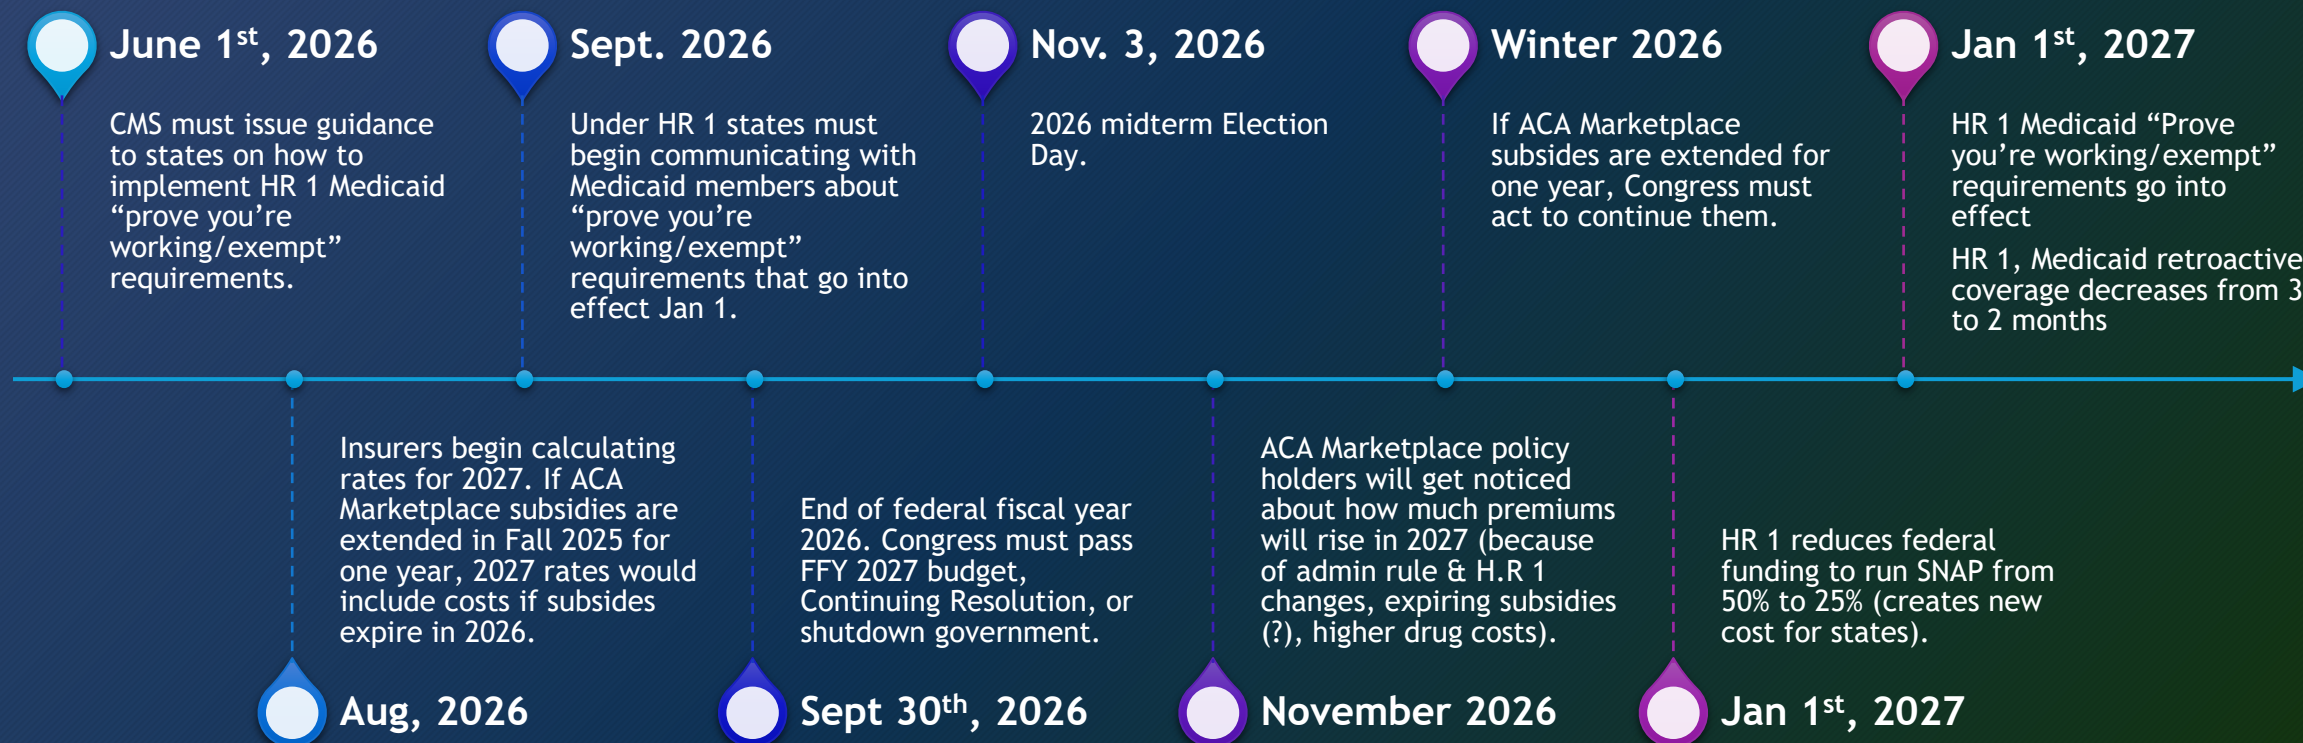 June 1st, 2026
CMS must issue guidance
to states on how to
implement HR 1 Medicaid
“prove you’re
working/exempt”
requirements.
Sept. 2026
Under HR 1 states must
begin communicating with
Medicaid members about
“prove you’re
working/exempt”
requirements that go into
effect Jan 1.
Nov. 3, 2026
2026 midterm Election
Day.
Winter 2026
If ACA Marketplace
subsides are extended for
one year, Congress must
act to continue them.
Jan 1st, 2027
HR 1 Medicaid “Prove
you’re working/exempt”
requirements go into
effect
HR 1, Medicaid retroactive
coverage decreases from 3
to 2 months
Insurers begin calculating
rates for 2027. If ACA
Marketplace subsidies are
extended in Fall 2025 for
one year, 2027 rates would
include costs if subsides
expire in 2026.
Aug, 2026
End of federal fiscal year
2026. Congress must pass
FFY 2027 budget,
Continuing Resolution, or
shutdown government.
Sept 30th, 2026
ACA Marketplace policy
holders will get noticed
about how much premiums
will rise in 2027 (because
of admin rule & H.R 1
changes, expiring subsidies
(?), higher drug costs).
November 2026
HR 1 reduces federal
funding to run SNAP from
50% to 25% (creates new
cost for states).
Jan 1st, 2027